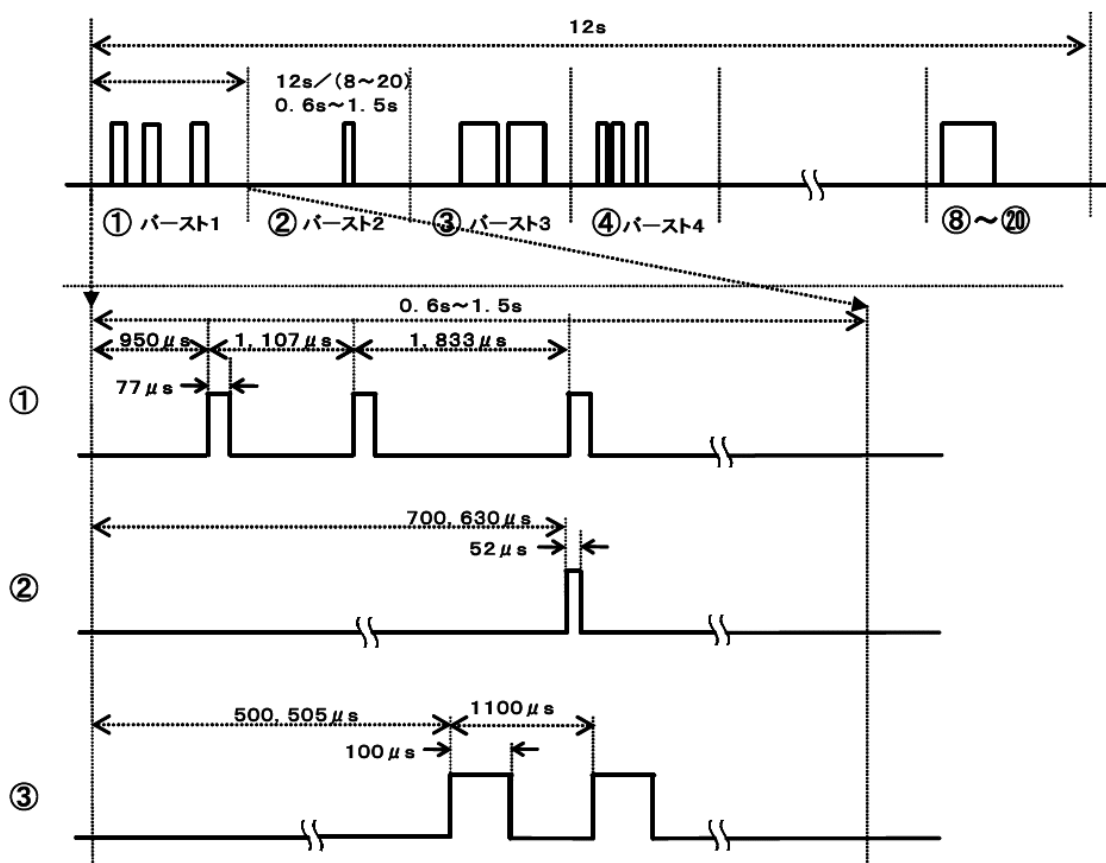 12s
12s/(8～20)
0.6s～1.5s
① バースト1
② バースト2
③ バースト3
④ バースト4
⑧～⑳
0.6s～1.5s
950μs
1,107μs
1,833μs
77μs
①
700,630μs
52μs
②
500,505μs
1100μs
100μs
③